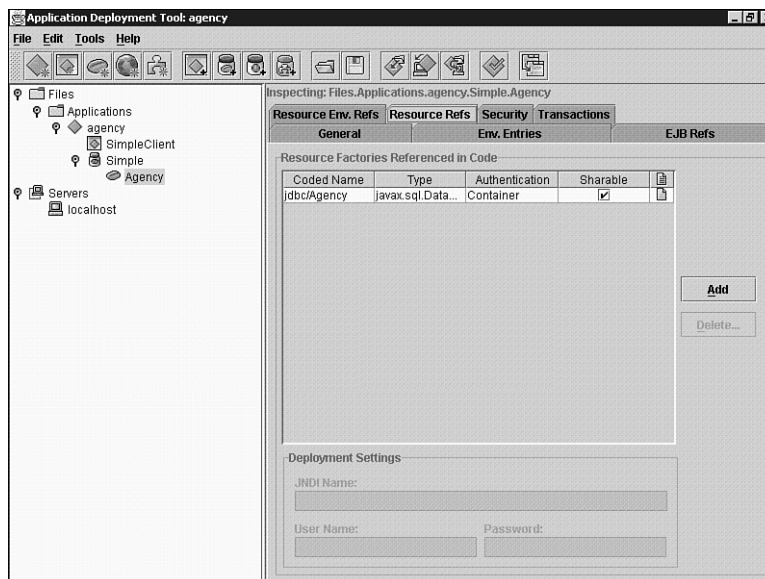 Application Deployment Tool: agency
File Edit Tools Help
Files
Applications
agency
SimpleClient
Simple
Agency
Servers
localhost
Inspecting: Files.Applications.agency.Simple.Agency
Resource Env. Refs Resource Refs Security Transactions
General Env. Entries EJB Refs
Resource Factories Referenced in Code
Coded Name Type Authentication Sharable
jdbc/Agency javax.sql.Data... Container
Add
Delete...
Deployment Settings
JNDI Name:
User Name: Password: